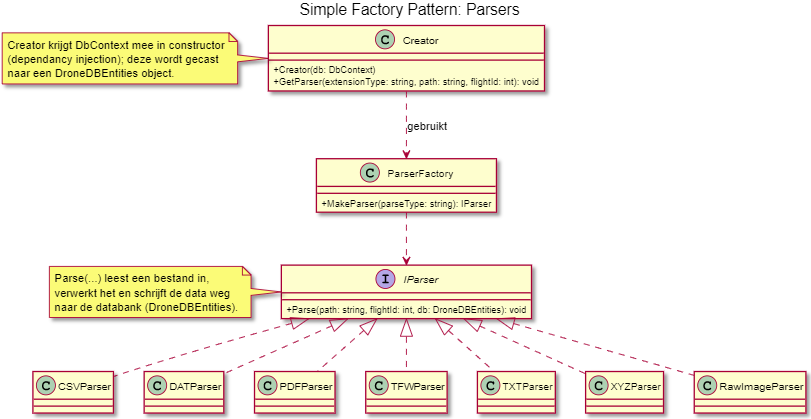 Simple Factory Pattern: Parsers
Creator krijgt DbContext mee in constructor
(dependancy injection); deze wordt gecast
naar een DroneDBEntities object.
C Creator
+Creator(db: DbContext)
+GetParser(extensionType: string, path: string, flightId: int): void
gebruikt
C ParserFactory
+MakeParser(parseType: string): IParser
Parse(...) leest een bestand in,
verwerkt het en schrijft de data weg
naar de databank (DroneDBEntities).
I IParser
+Parse(path: string, flightId: int, db: DroneDBEntities): void
C CSVParser
C DATParser
C PDFParser
C TFWParser
C TXTParser
C XYZParser
C RawImageParser